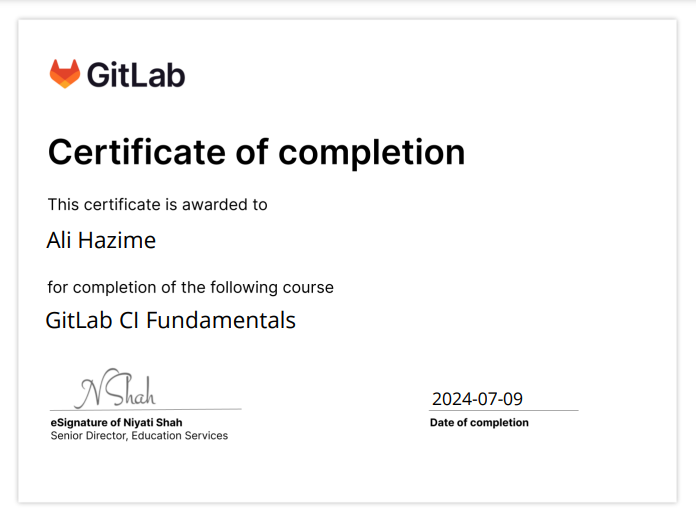 GitLab
Certificate of completion
This certificate is awarded to
Ali Hazime
for completion of the following course
GitLab CI Fundamentals
NShah
2024-07-09
eSignature of Niyati Shah
Date of completion
Senior Director, Education Services